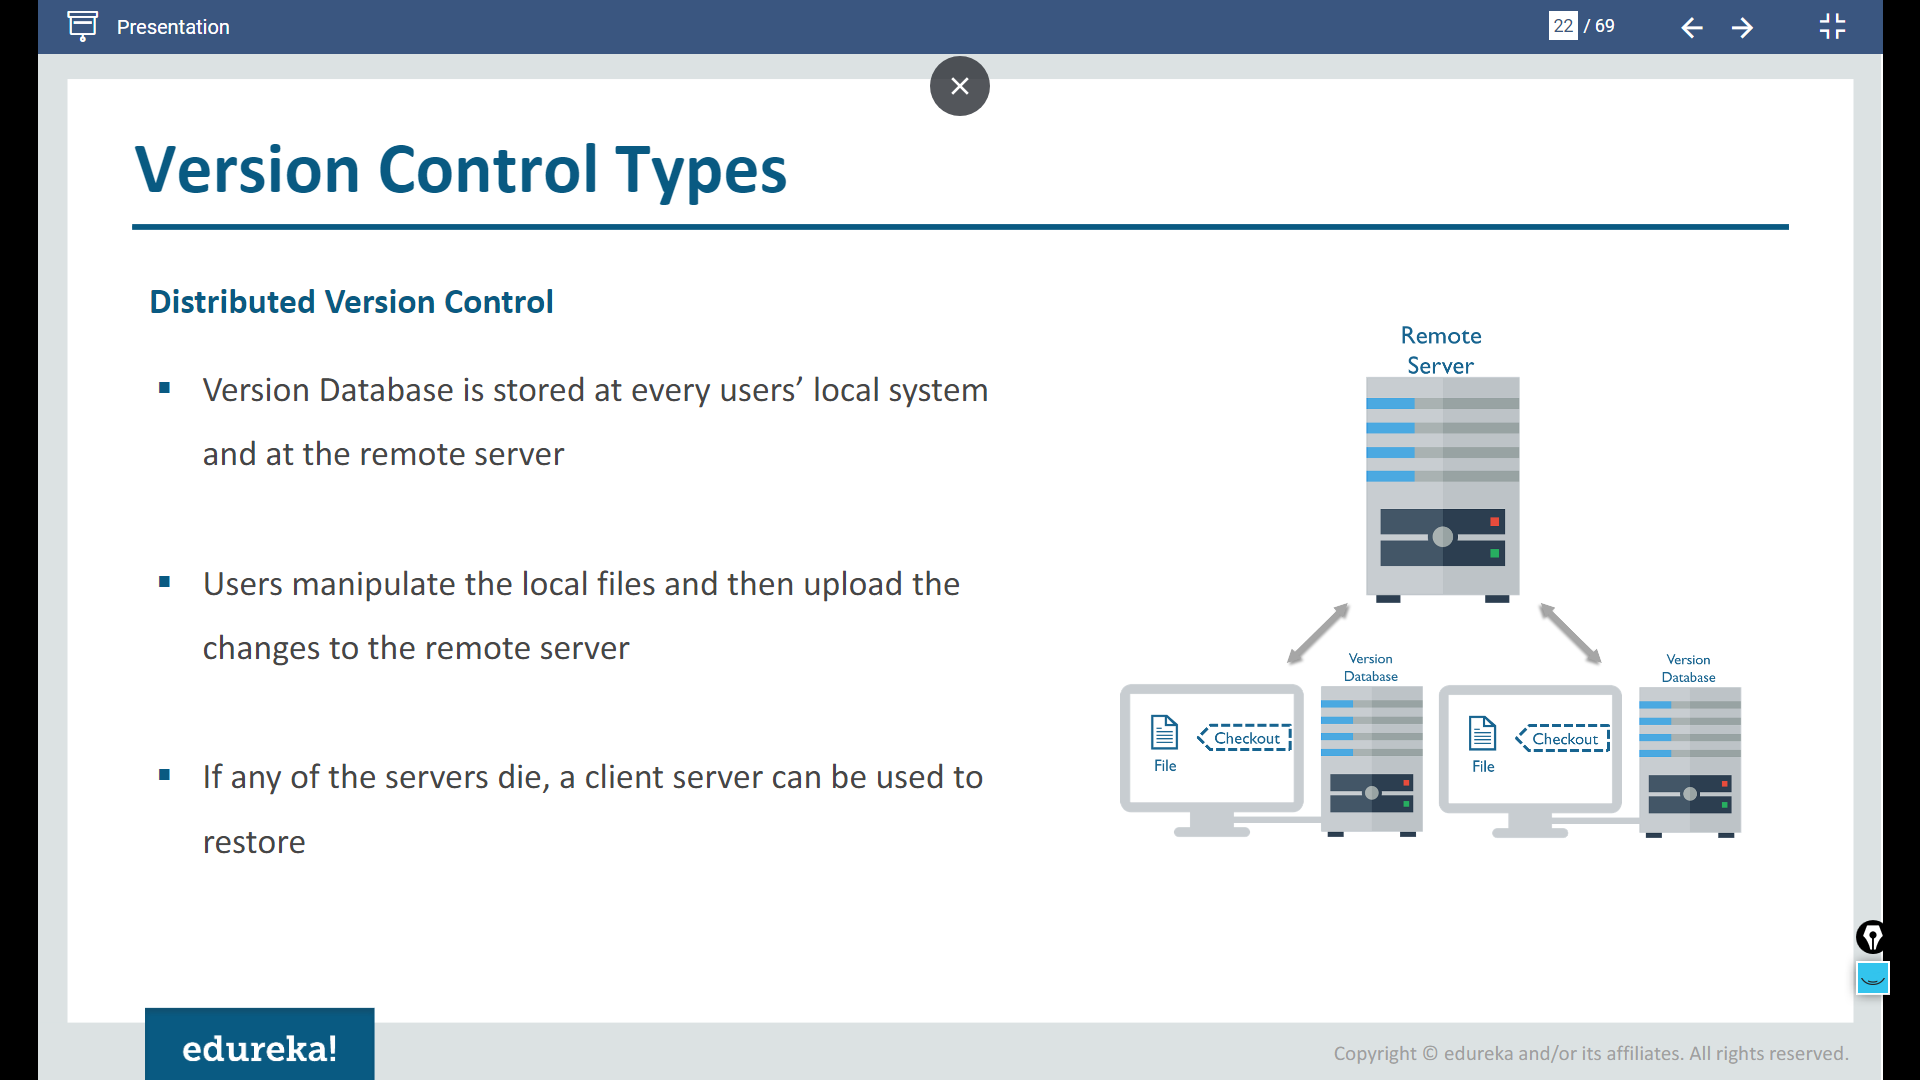 Presentation
22 / 69
Version Control Types
Distributed Version Control
▪ Version Database is stored at every users’ local system
and at the remote server
▪ Users manipulate the local files and then upload the
changes to the remote server
▪ If any of the servers die, a client server can be used to
restore
Remote
Server
Version
Database
Version
Database
Checkout
File
Checkout
File
edureka!
Copyright © edureka and/or its affiliates. All rights reserved.